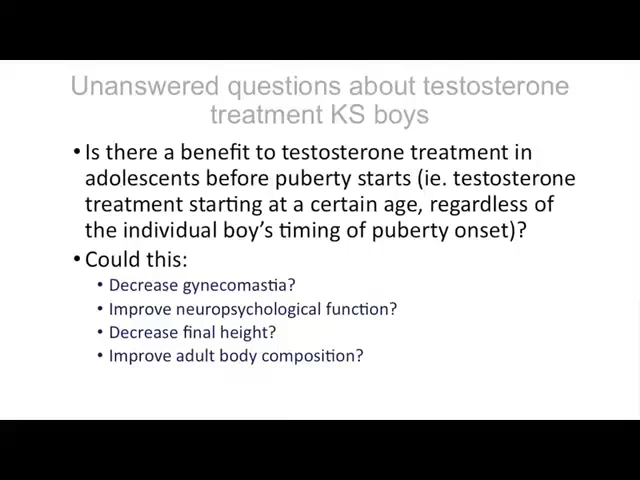 Unanswered questions about testosterone
treatment KS boys
• Is there a benefit to testosterone treatment in
adolescents before puberty starts (ie. testosterone
treatment starting at a certain age, regardless of
the individual boy's timing of puberty onset)?
• Could this:
• Decrease gynecomastia?
• Improve neuropsychological function?
• Decrease final height?
• Improve adult body composition?